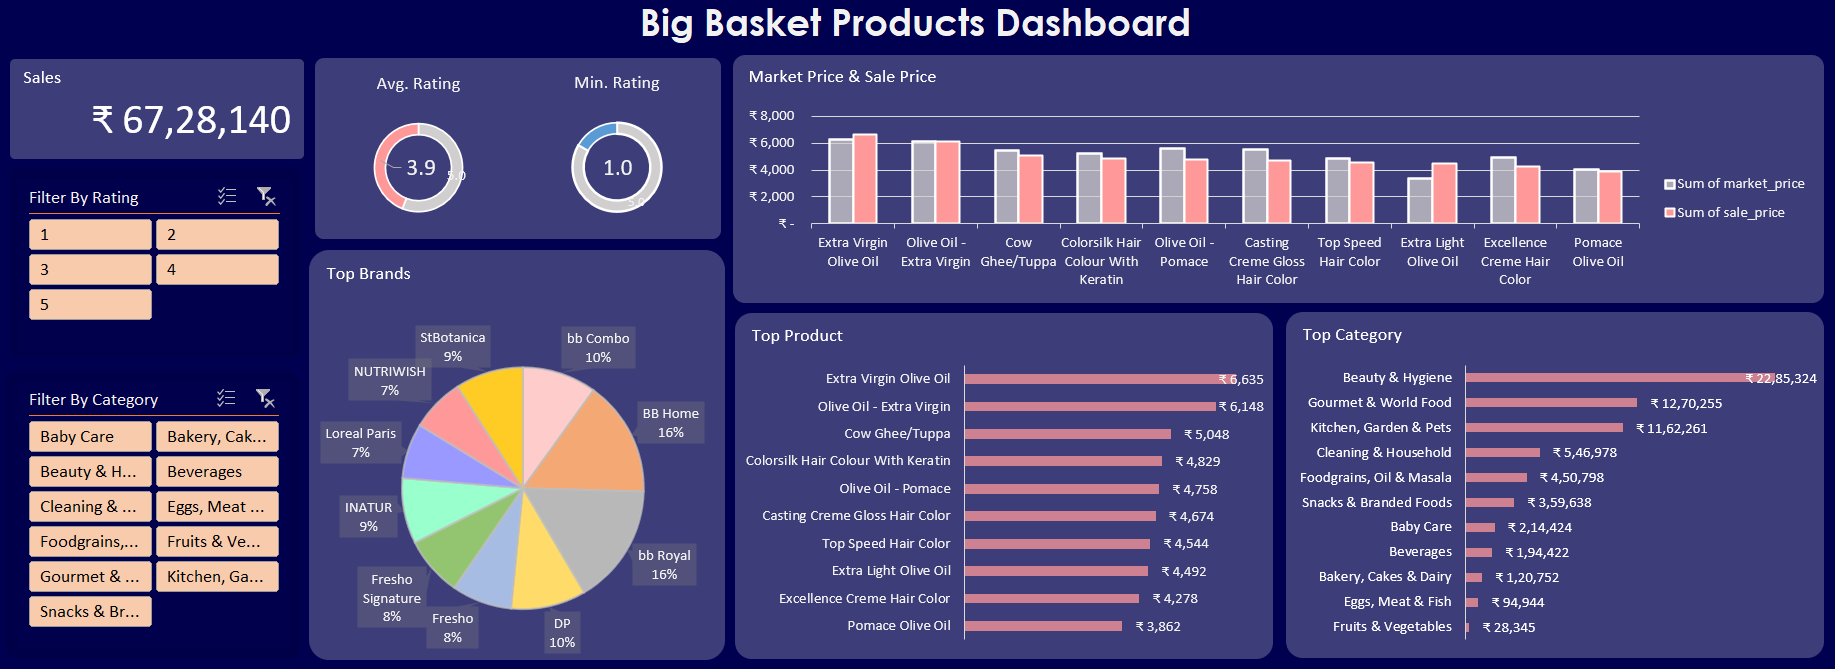 Big Basket Products Dashboard
Sales
₹ 67,28,140
Filter By Rating
1
2
3
4
5
Filter By Category
Baby Care
Bakery, Cak...
Beauty & H...
Beverages
Cleaning & ...
Eggs, Meat ...
Foodgrains,...
Fruits & Ve...
Gourmet & ...
Kitchen, Ga...
Snacks & Br...
Avg. Rating
3.9
5.0
Min. Rating
1.0
5.0
Top Brands
StBotanica
9%
bb Combo
10%
NUTRIWISH
7%
BB Home
16%
Loreal Paris
7%
INATUR
9%
bb Royal
16%
Fresho
Signature
8%
Fresho
8%
DP
10%
Market Price & Sale Price
₹ 8,000
₹ 6,000
₹ 4,000
₹ 2,000
₹ -
Extra Virgin
Olive Oil
Olive Oil -
Extra Virgin
Cow
Ghee/Tuppa
Colorsilk Hair
Colour With
Keratin
Olive Oil -
Pomace
Casting
Creme Gloss
Hair Color
Top Speed
Hair Color
Extra Light
Olive Oil
Excellence
Creme Hair
Color
Pomace
Olive Oil
Sum of market_price
Sum of sale_price
Top Product
Extra Virgin Olive Oil ₹ 6,635
Olive Oil - Extra Virgin ₹ 6,148
Cow Ghee/Tuppa ₹ 5,048
Colorsilk Hair Colour With Keratin ₹ 4,829
Olive Oil - Pomace ₹ 4,758
Casting Creme Gloss Hair Color ₹ 4,674
Top Speed Hair Color ₹ 4,544
Extra Light Olive Oil ₹ 4,492
Excellence Creme Hair Color ₹ 4,278
Pomace Olive Oil ₹ 3,862
Top Category
Beauty & Hygiene ₹ 22,85,324
Gourmet & World Food ₹ 12,70,255
Kitchen, Garden & Pets ₹ 11,62,261
Cleaning & Household ₹ 5,46,978
Foodgrains, Oil & Masala ₹ 4,50,798
Snacks & Branded Foods ₹ 3,59,638
Baby Care ₹ 2,14,424
Beverages ₹ 1,94,422
Bakery, Cakes & Dairy ₹ 1,20,752
Eggs, Meat & Fish ₹ 94,944
Fruits & Vegetables ₹ 28,345